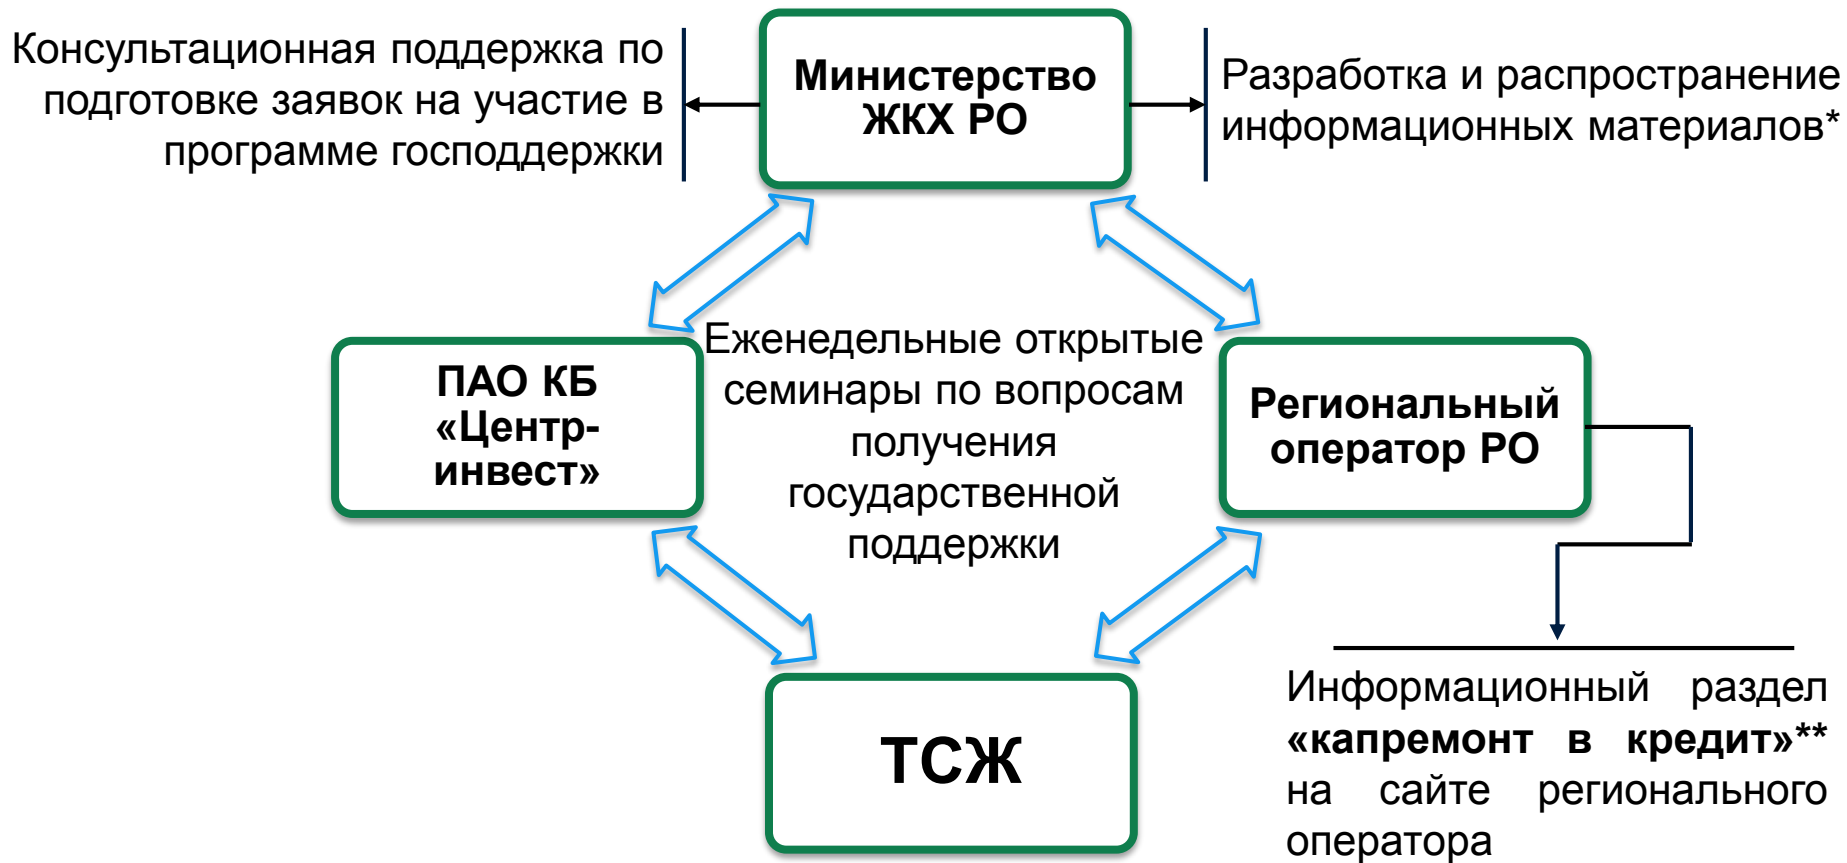 Консультационная поддержка по
подготовке заявок на участие в
программе господдержки
Министерство
ЖКХ РО
Разработка и распространение
информационных материалов*
ПАО КБ
«Центр-
инвест»
Еженедельные открытые
семинары по вопросам
получения
государственной
поддержки
Региональный
оператор РО
ТСЖ
Информационный раздел
«капремонт в кредит»**
на сайте регионального
оператора